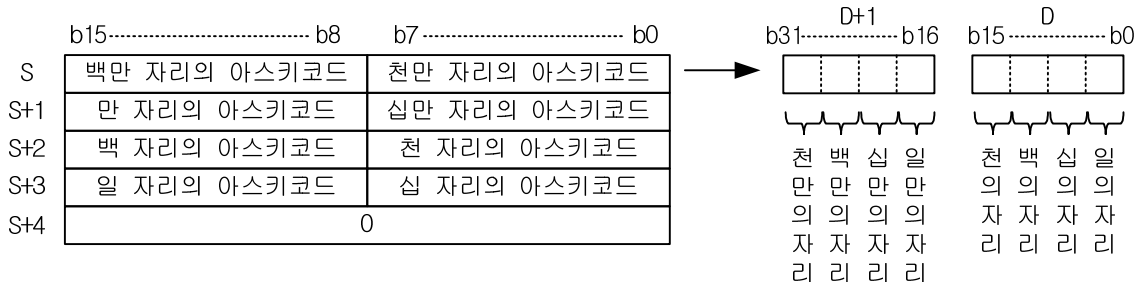 D+1 D
b15 b8 b7 b0 b31 b16 b15 b0
S 백만 자리의 아스키코드 천만 자리의 아스키코드
S+1 만 자리의 아스키코드 십만 자리의 아스키코드
S+2 백 자리의 아스키코드 천 자리의 아스키코드
S+3 일 자리의 아스키코드 십 자리의 아스키코드
S+4 0
천만의자리
백만의자리
십만의자리
일만의자리
천의자리
백의자리
십의자리
일의자리